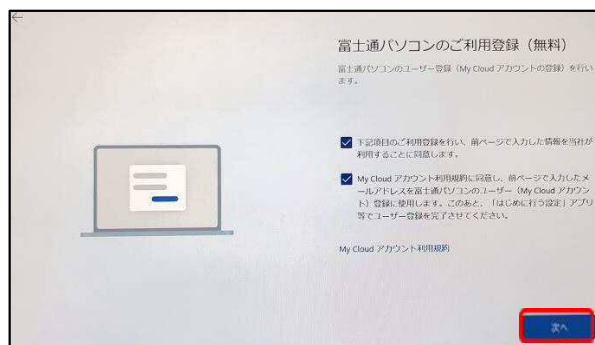 富士通パソコンのご利用登録（無料）
富士通パソコンのユーザー登録（My Cloud アカウントの登録）を行い
ます。
下記項目のご利用登録を行い、前ページで入力した情報を当社が
利用することに同意します。
My Cloud アカウント利用規約に同意し、前ページで入力したメ
ールアドレスを富士通パソコンのユーザー（My Cloud アカウン
ト）登録に使用します。このあと、「はじめに行う設定」アプリ
等でユーザー登録を完了させてください。
My Cloud アカウント利用規約
次へ